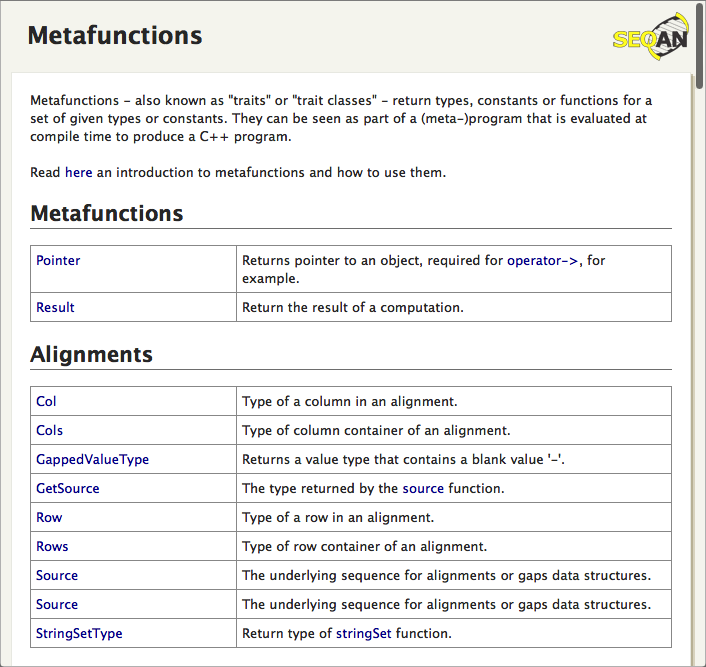 Metafunctions
SEQAN
Metafunctions – also known as "traits" or "trait classes" – return types, constants or functions for a
set of given types or constants. They can be seen as part of a (meta-)program that is evaluated at
compile time to produce a C++ program.
Read here an introduction to metafunctions and how to use them.
Metafunctions
Pointer Returns pointer to an object, required for operator->, for
example.
Result Return the result of a computation.
Alignments
Col Type of a column in an alignment.
Cols Type of column container of an alignment.
GappedValueType Returns a value type that contains a blank value '-'.
GetSource The type returned by the source function.
Row Type of a row in an alignment.
Rows Type of row container of an alignment.
Source The underlying sequence for alignments or gaps data structures.
Source The underlying sequence for alignments or gaps data structures.
StringSetType Return type of stringSet function.